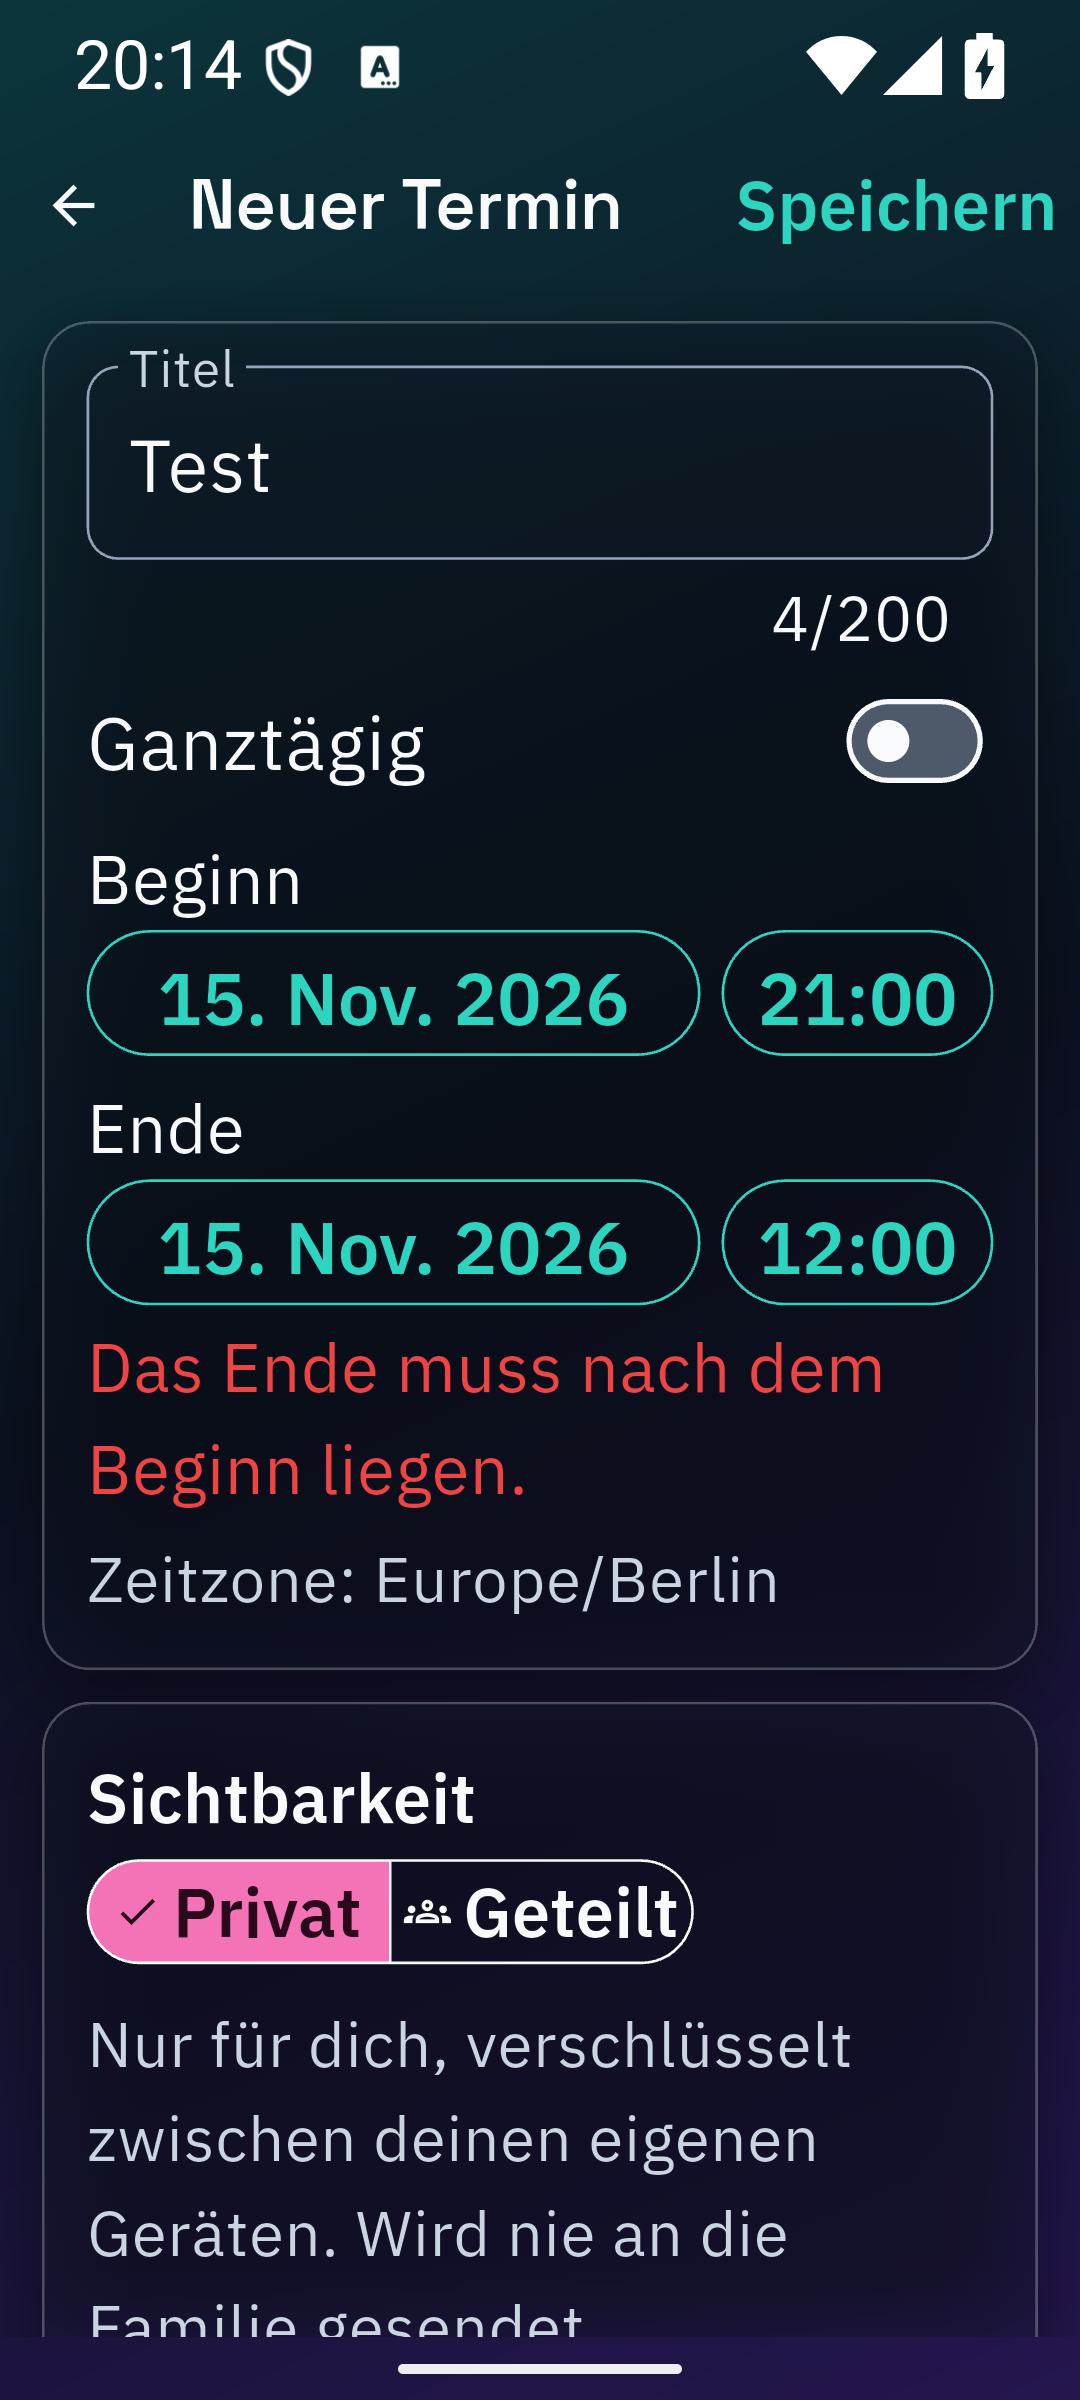 20:14
Neuer Termin Speichern
Titel
Test
4/200
Ganztägig
Beginn
15. Nov. 2026 21:00
Ende
15. Nov. 2026 12:00
Das Ende muss nach dem
Beginn liegen.
Zeitzone: Europe/Berlin
Sichtbarkeit
Privat Geteilt
Nur für dich, verschlüsselt
zwischen deinen eigenen
Geräten. Wird nie an die
Familie gesendet